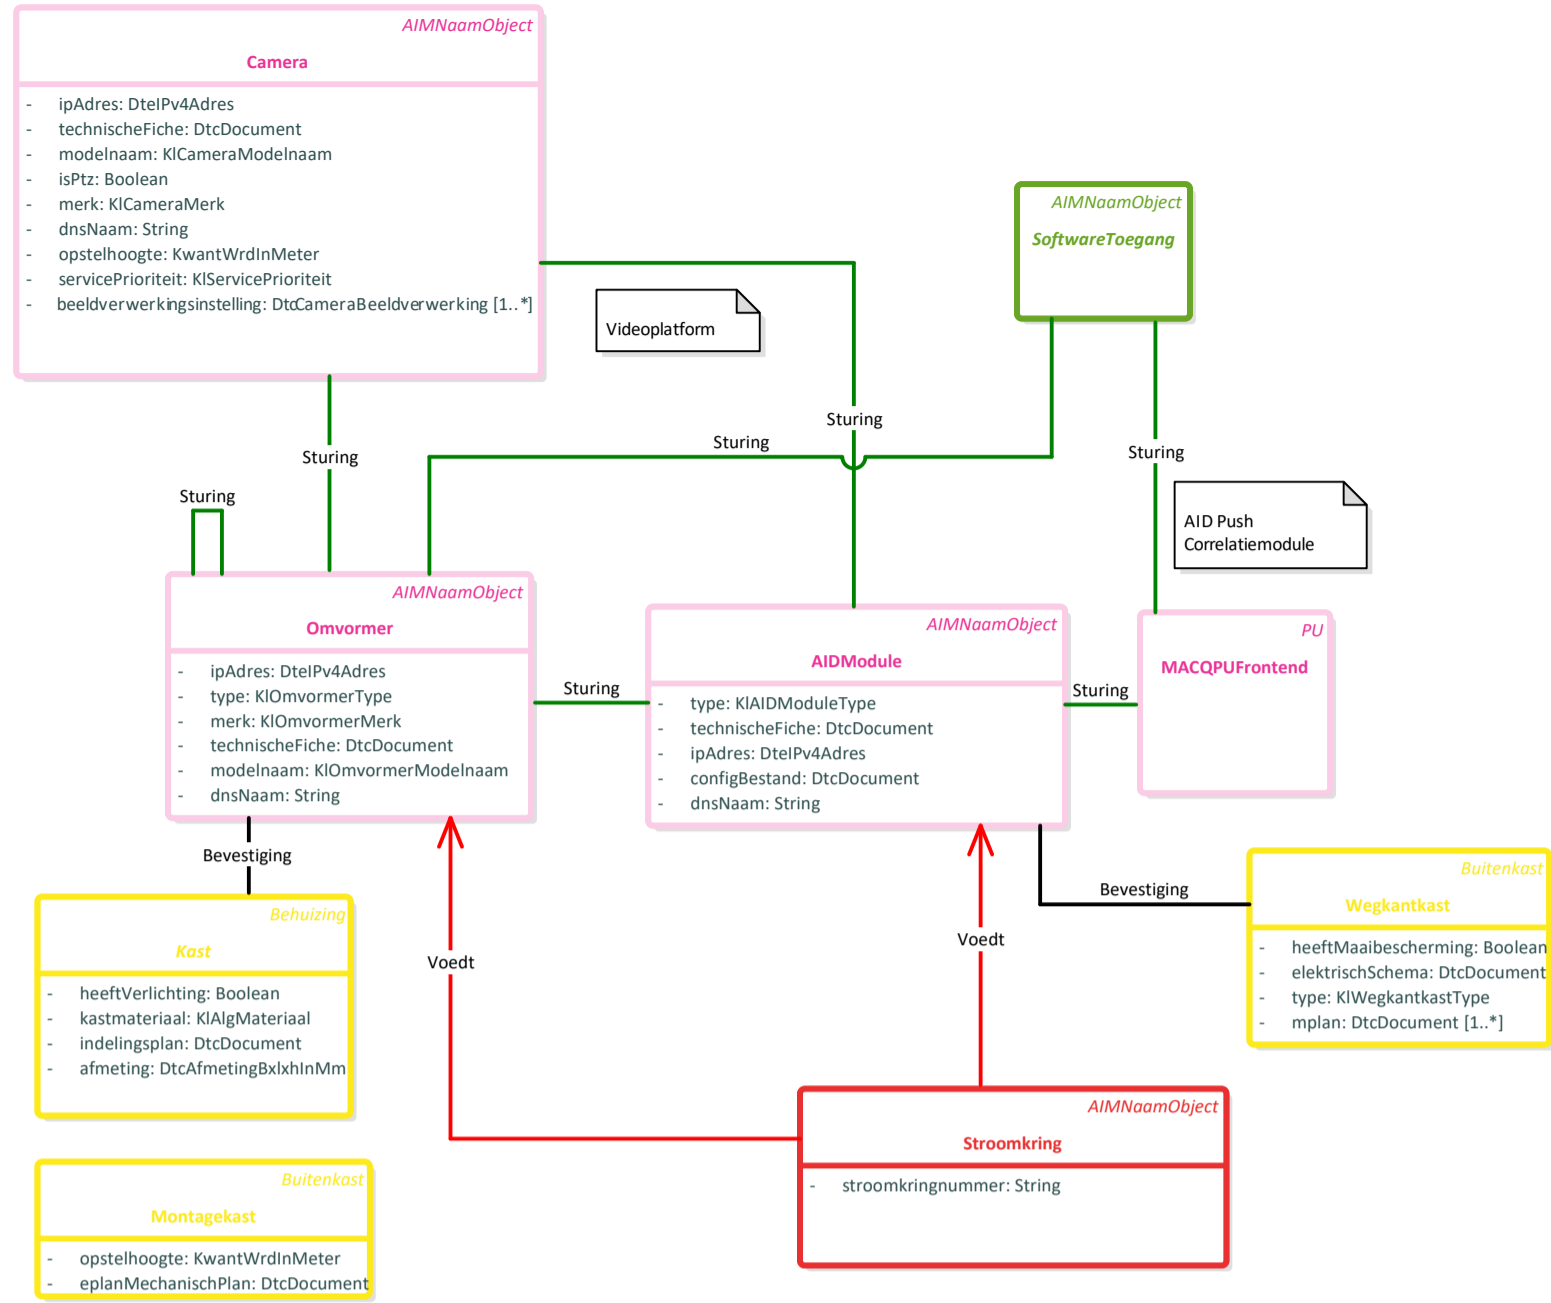 AIMNaamObject
Camera
- ipAdres: DteIPv4Adres
- technischeFiche: DtcDocument
- modelnaam: KlCameraModelnaam
- isPtz: Boolean
- merk: KlCameraMerk
- dnsNaam: String
- opstelhoogte: KwantWrdInMeter
- servicePrioriteit: KlServicePrioriteit
- beeldverwerkingsinstelling: DtcCameraBeeldverwerking [1..*]
Videoplatform
AIMNaamObject
SoftwareToegang
Sturing
Sturing
Sturing
Sturing
Sturing
AID Push
Correlatiemodule
AIMNaamObject
Omvormer
- ipAdres: DteIPv4Adres
- type: KlOmvormerType
- merk: KlOmvormerMerk
- technischeFiche: DtcDocument
- modelnaam: KlOmvormerModelnaam
- dnsNaam: String
Sturing
AIMNaamObject
AIDModule
- type: KlAIDModuleType
- technischeFiche: DtcDocument
- ipAdres: DteIPv4Adres
- configBestand: DtcDocument
- dnsNaam: String
Sturing
PU
MACQPUFrontend
Bevestiging
Bevestiging
Voedt
Voedt
Behuizing
Kast
- heeftVerlichting: Boolean
- kastmateriaal: KlAlgMateriaal
- indelingsplan: DtcDocument
- afmeting: DtcAfmetingBxlxhInMm
Buitenkast
Wegkantkast
- heeftMaaibescherming: Boolean
- elektrischSchema: DtcDocument
- type: KlWegkantkastType
- mplan: DtcDocument [1..*]
AIMNaamObject
Stroomkring
- stroomkringnummer: String
Buitenkast
Montagekast
- opstelhoogte: KwantWrdInMeter
- eplanMechanischPlan: DtcDocument